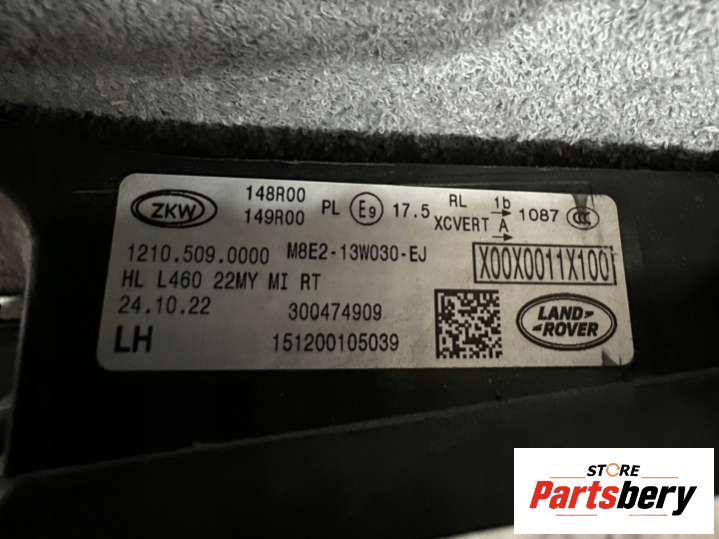 ZKW 148R00 PL E9 17.5 RL 1b 1087 CCC
149R00 XCVERT A
1210.509.0000 M8E2-13W030-EJ X00X0011X100
HL L460 22MY MI RT
24.10.22 300474909 LAND
ROVER
LH 151200105039
STORE
Partsbery